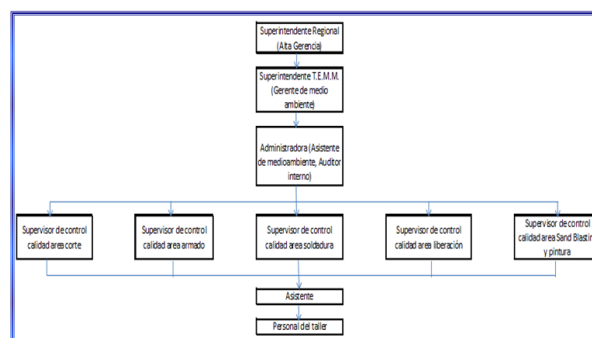 Superintendente Regional
(Alta Gerencia)
Superintendente T.E.M.M.
(Gerente de medio
ambiente)
Administradora (Asistente
de medioambiente, Auditor
interno)
Supervisor de control
calidad area corte
Supervisor de control
calidad area armado
Supervisor de control
calidad area soldadura
Supervisor de control
calidad area liberación
Supervisor de control
calidad area Sand Blastin
y pintura
Asistente
Personal del taller